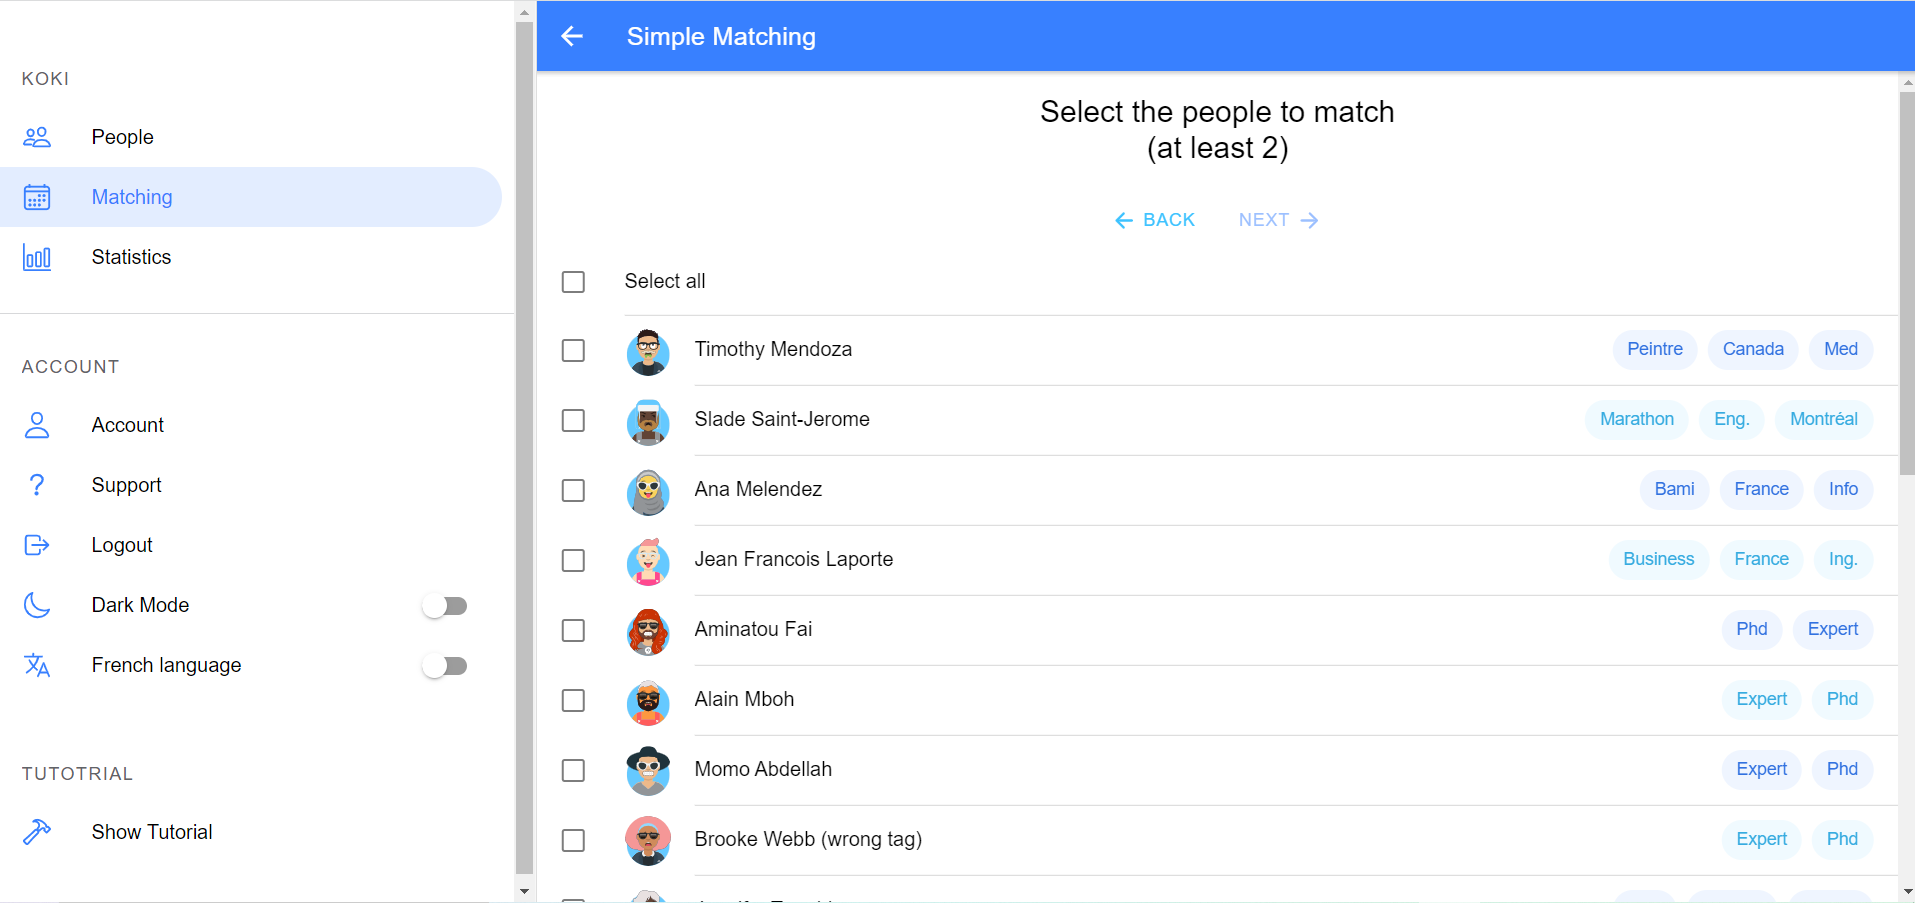 KOKI
People
Matching
Statistics
ACCOUNT
Account
Support
Logout
Dark Mode
French language
TUTOTRIAL
Show Tutorial
Simple Matching
Select the people to match
(at least 2)
BACK NEXT
Select all
Timothy Mendoza Peintre Canada Med
Slade Saint-Jerome Marathon Eng. Montréal
Ana Melendez Bami France Info
Jean Francois Laporte Business France Ing.
Aminatou Fai Phd Expert
Alain Mboh Expert Phd
Momo Abdellah Expert Phd
Brooke Webb (wrong tag) Expert Phd